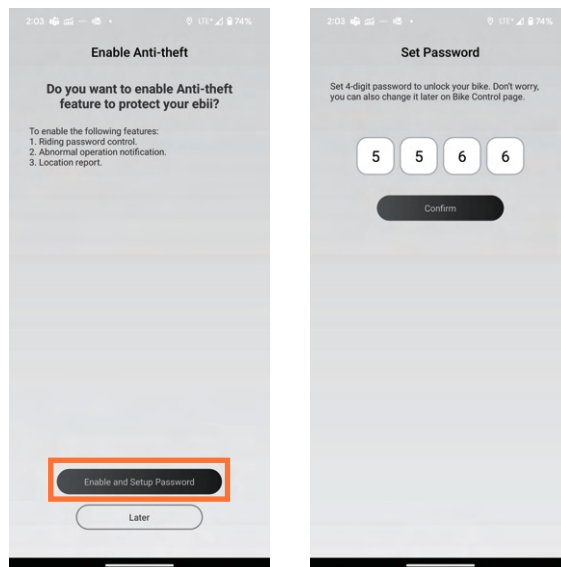 2:03
LTE+ 74%
Enable Anti-theft
Do you want to enable Anti-theft
feature to protect your ebii?
To enable the following features:
1. Riding password control.
2. Abnormal operation notification.
3. Location report.
Enable and Setup Password
Later
2:03
LTE+ 74%
Set Password
Set 4-digit password to unlock your bike. Don't worry,
you can also change it later on Bike Control page.
5 5 6 6
Confirm